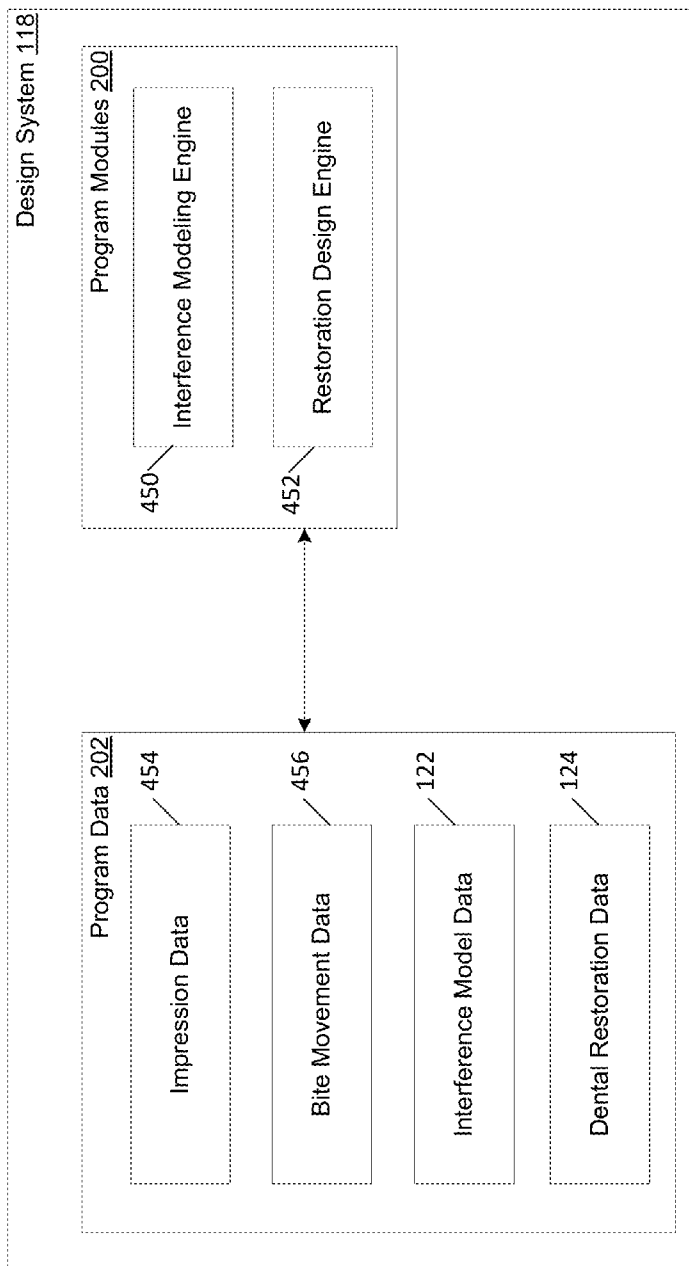 Design System 118
Program Data 202
454
Impression Data
456
Bite Movement Data
122
Interference Model Data
124
Dental Restoration Data
Program Modules 200
450
Interference Modeling Engine
452
Restoration Design Engine